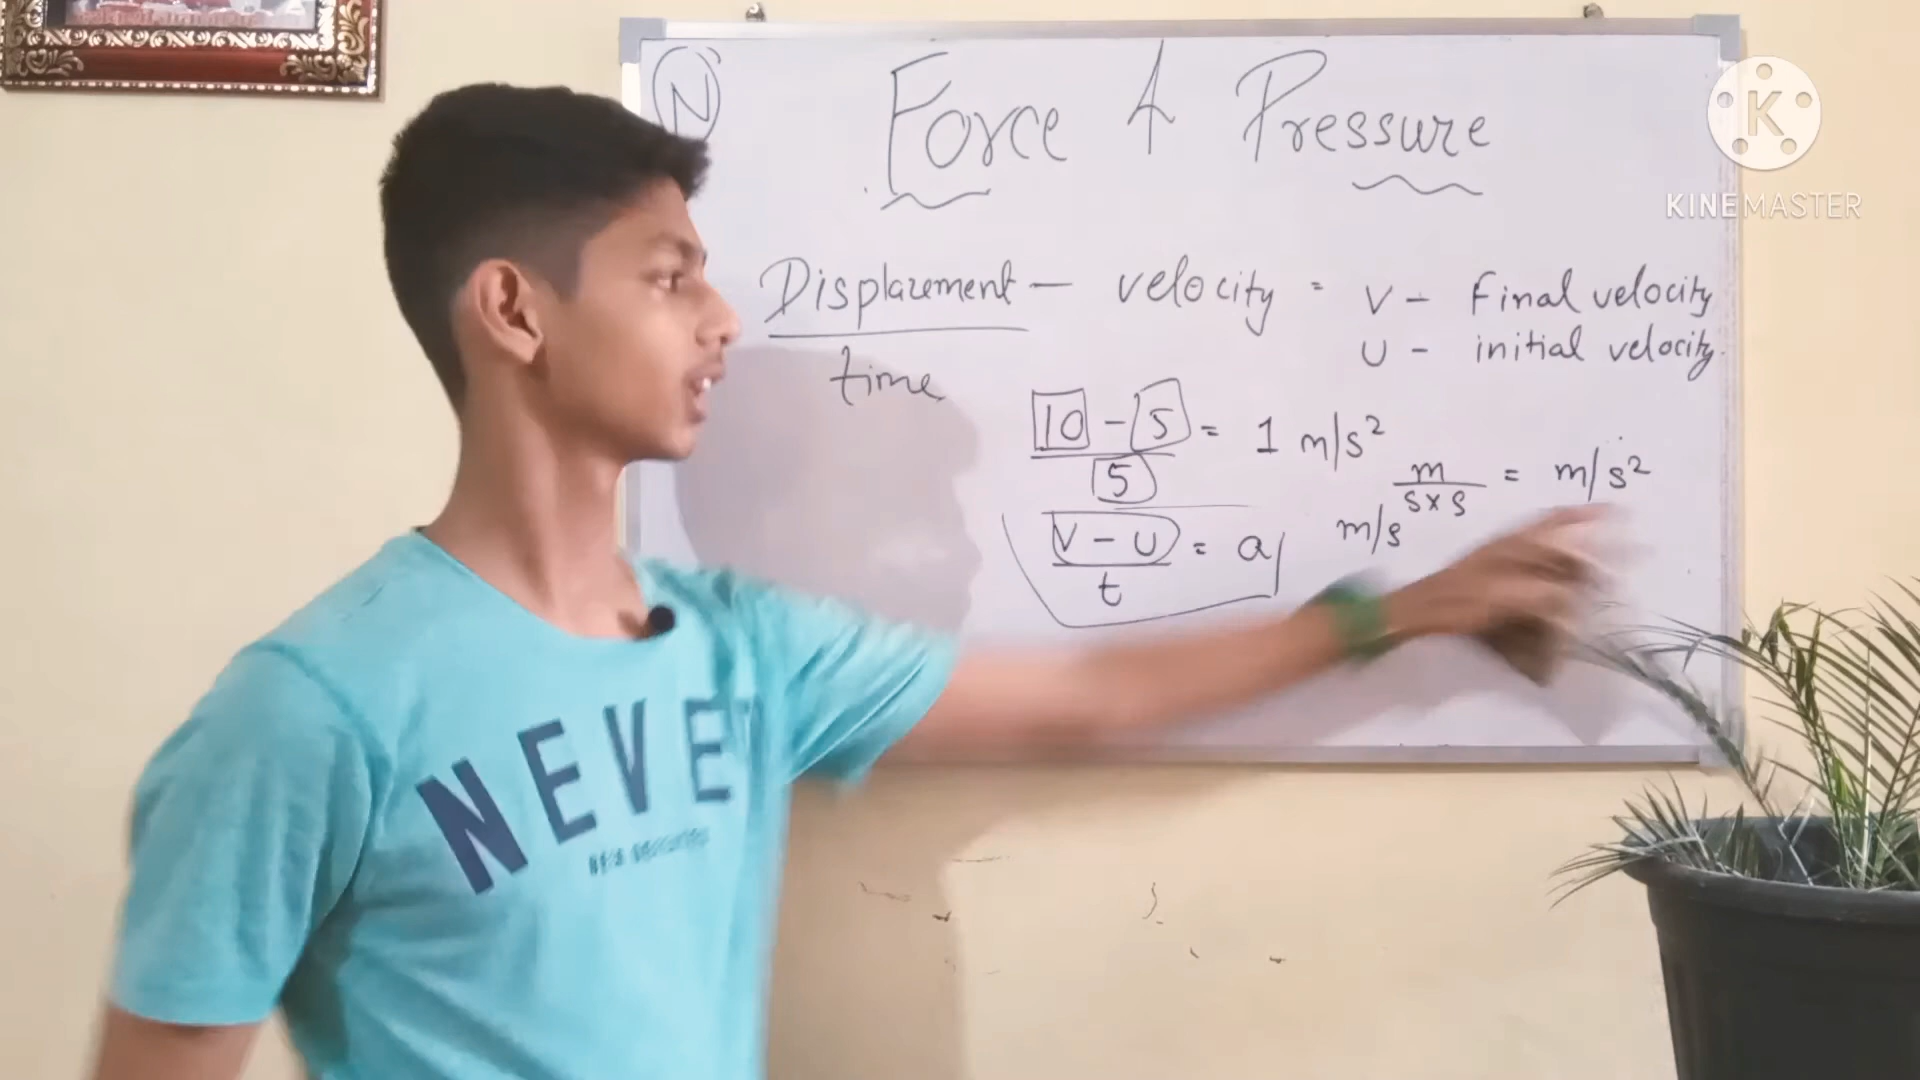 N
Force & Pressure
K
KINEMASTER
Displacement — velocity = V - Final velocity
time
U - initial velocity.
10 - 5 = 1 m/s²
5
m = m/s²
s x s
m/s
V - U = a
t
NEVE